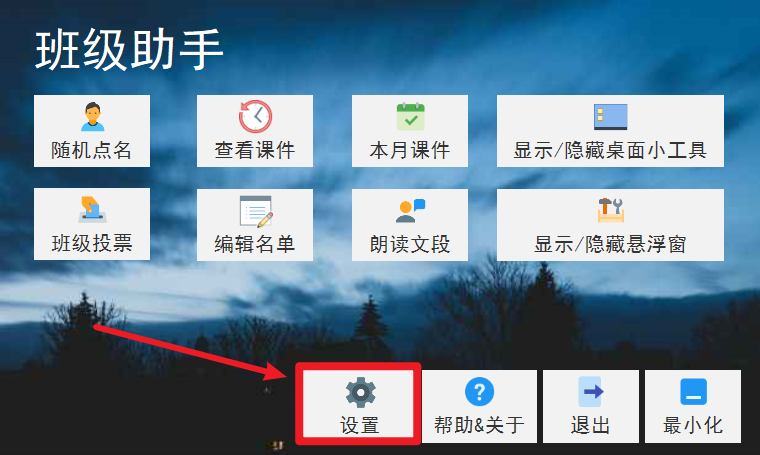 班级助手
随机点名
查看课件
本月课件
显示/隐藏桌面小工具
班级投票
编辑名单
朗读文段
显示/隐藏悬浮窗
设置
帮助&关于
退出
最小化